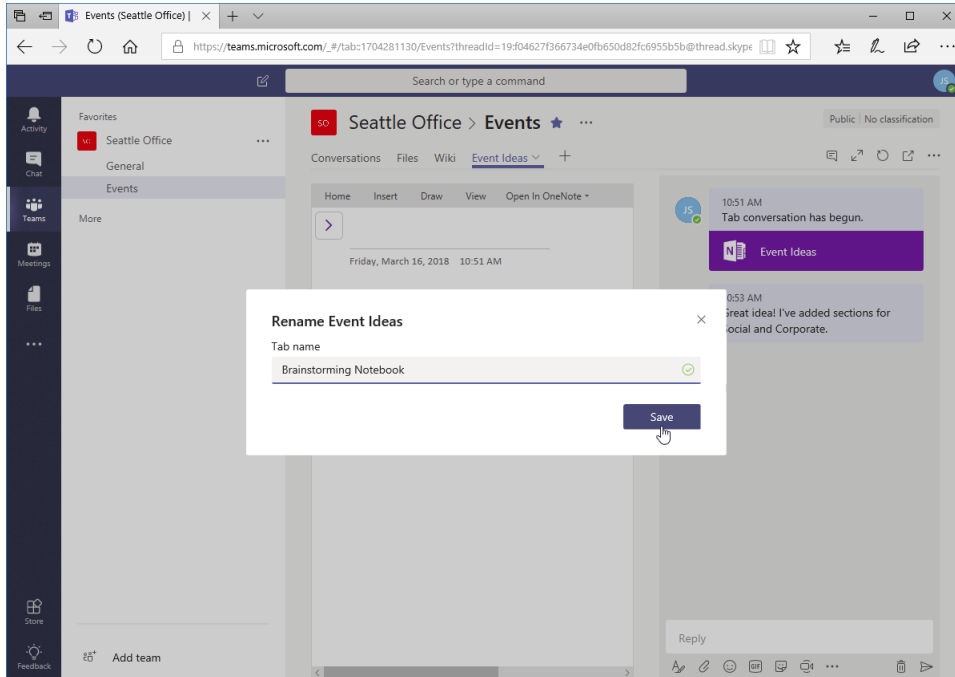 Events (Seattle Office) |
https://teams.microsoft.com/_#/tab::1704281130/Events?threadId=19:f04627f366734e0fb650d82fc6955b5b@thread.skype
Search or type a command
JS
Activity
Chat
Teams
Meetings
Files
Store
Feedback
Favorites
SO
Seattle Office
General
Events
More
Add team
SO
Seattle Office > Events
Public No classification
Conversations Files Wiki Event Ideas
Home Insert Draw View Open In OneNote
Friday, March 16, 2018 10:51 AM
JS
10:51 AM
Tab conversation has begun.
N
Event Ideas
0:53 AM
Great idea! I've added sections for
Social and Corporate.
Rename Event Ideas
Tab name
Brainstorming Notebook
Save
Reply
GIF